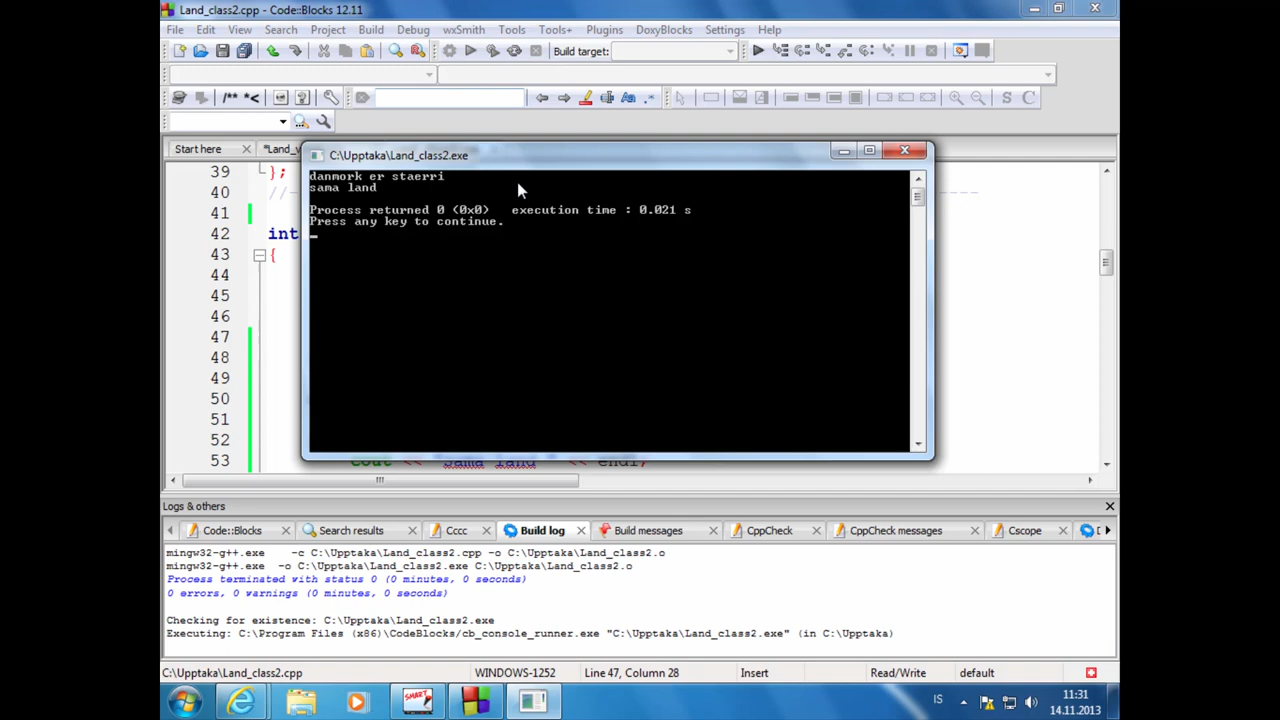 Land_class2.cpp - Code::Blocks 12.11
File Edit View Search Project Build Debug wxSmith Tools Tools+ Plugins DoxyBlocks Settings Help
Build target:
/** *<
Aa .* S C
Start here *Land_v
C:\Upptaka\Land_class2.exe
danmork er staerri
sama land
Process returned 0 (0x0) execution time : 0.021 s
Press any key to continue.
39 };
40 //-
41
42 int
43 {
44
45
46
47
48
49
50
51
52
53 cout << "sama land " << endl;
Logs & others
Code::Blocks Search results Cccc Build log Build messages CppCheck CppCheck messages Cscope
mingw32-g++.exe -c C:\Upptaka\Land_class2.cpp -o C:\Upptaka\Land_class2.o
mingw32-g++.exe -o C:\Upptaka\Land_class2.exe C:\Upptaka\Land_class2.o
Process terminated with status 0 (0 minutes, 0 seconds)
0 errors, 0 warnings (0 minutes, 0 seconds)
Checking for existence: C:\Upptaka\Land_class2.exe
Executing: C:\Program Files (x86)\CodeBlocks/cb_console_runner.exe "C:\Upptaka\Land_class2.exe" (in C:\Upptaka)
C:\Upptaka\Land_class2.cpp WINDOWS-1252 Line 47, Column 28 Insert Read/Write default
SMART IS 11:31
14.11.2013